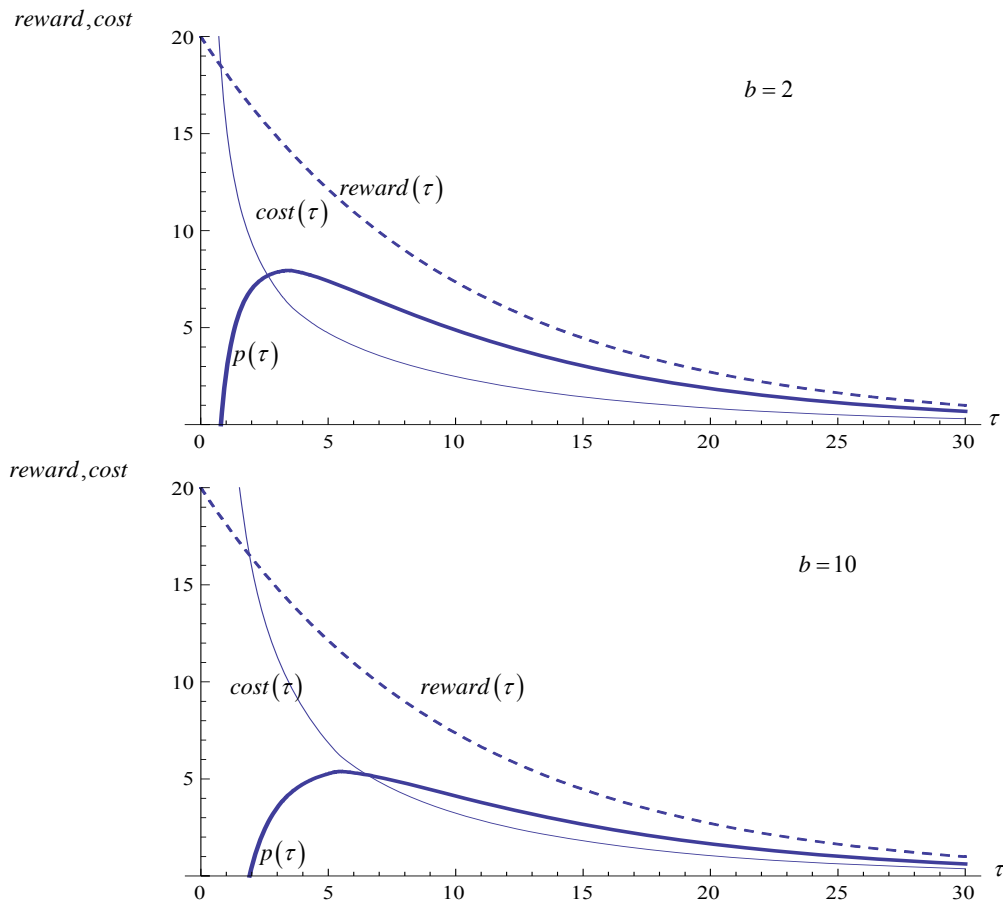 reward,cost
20
b = 2
15
reward(τ)
cost(τ)
10
5
p(τ)
τ
0 5 10 15 20 25 30
reward,cost
20
b = 10
15
cost(τ) reward(τ)
10
5
p(τ)
τ
0 5 10 15 20 25 30